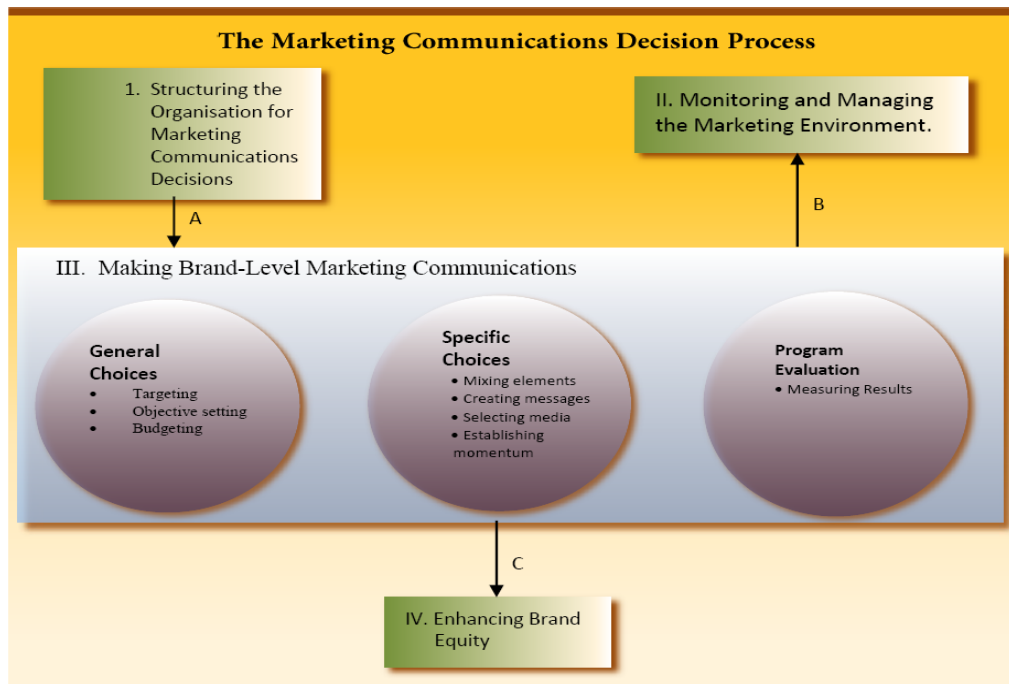 The Marketing Communications Decision Process
1. Structuring the
Organisation for
Marketing
Communications
Decisions
II. Monitoring and Managing
the Marketing Environment.
A
B
III. Making Brand-Level Marketing Communications
General
Choices
• Targeting
• Objective setting
• Budgeting
Specific
Choices
• Mixing elements
• Creating messages
• Selecting media
• Establishing
momentum
Program
Evaluation
• Measuring Results
C
IV. Enhancing Brand
Equity